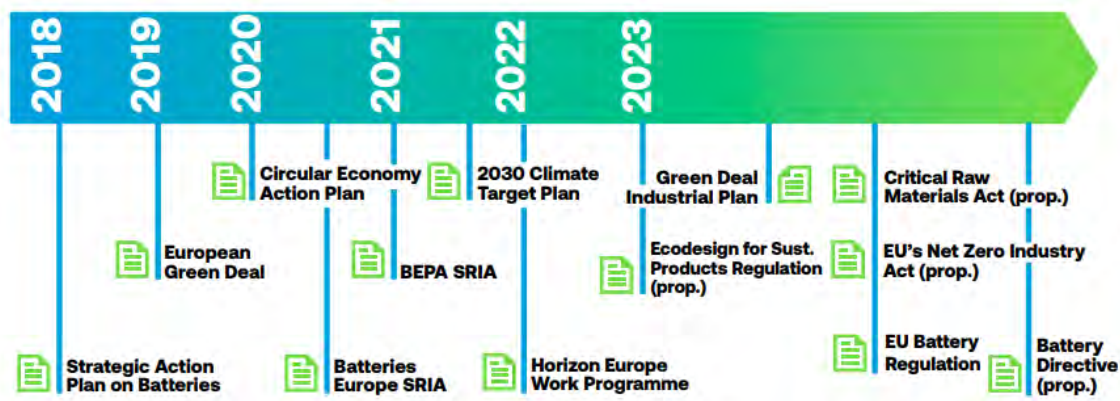 2018
2019
2020
2021
2022
2023
Circular Economy
Action Plan
2030 Climate
Target Plan
Green Deal
Industrial Plan
Critical Raw
Materials Act (prop.)
European
Green Deal
BEPA SRIA
Ecodesign for Sust.
Products Regulation
(prop.)
EU's Net Zero Industry
Act (prop.)
Strategic Action
Plan on Batteries
Batteries
Europe SRIA
Horizon Europe
Work Programme
EU Battery
Regulation
Battery
Directive
(prop.)